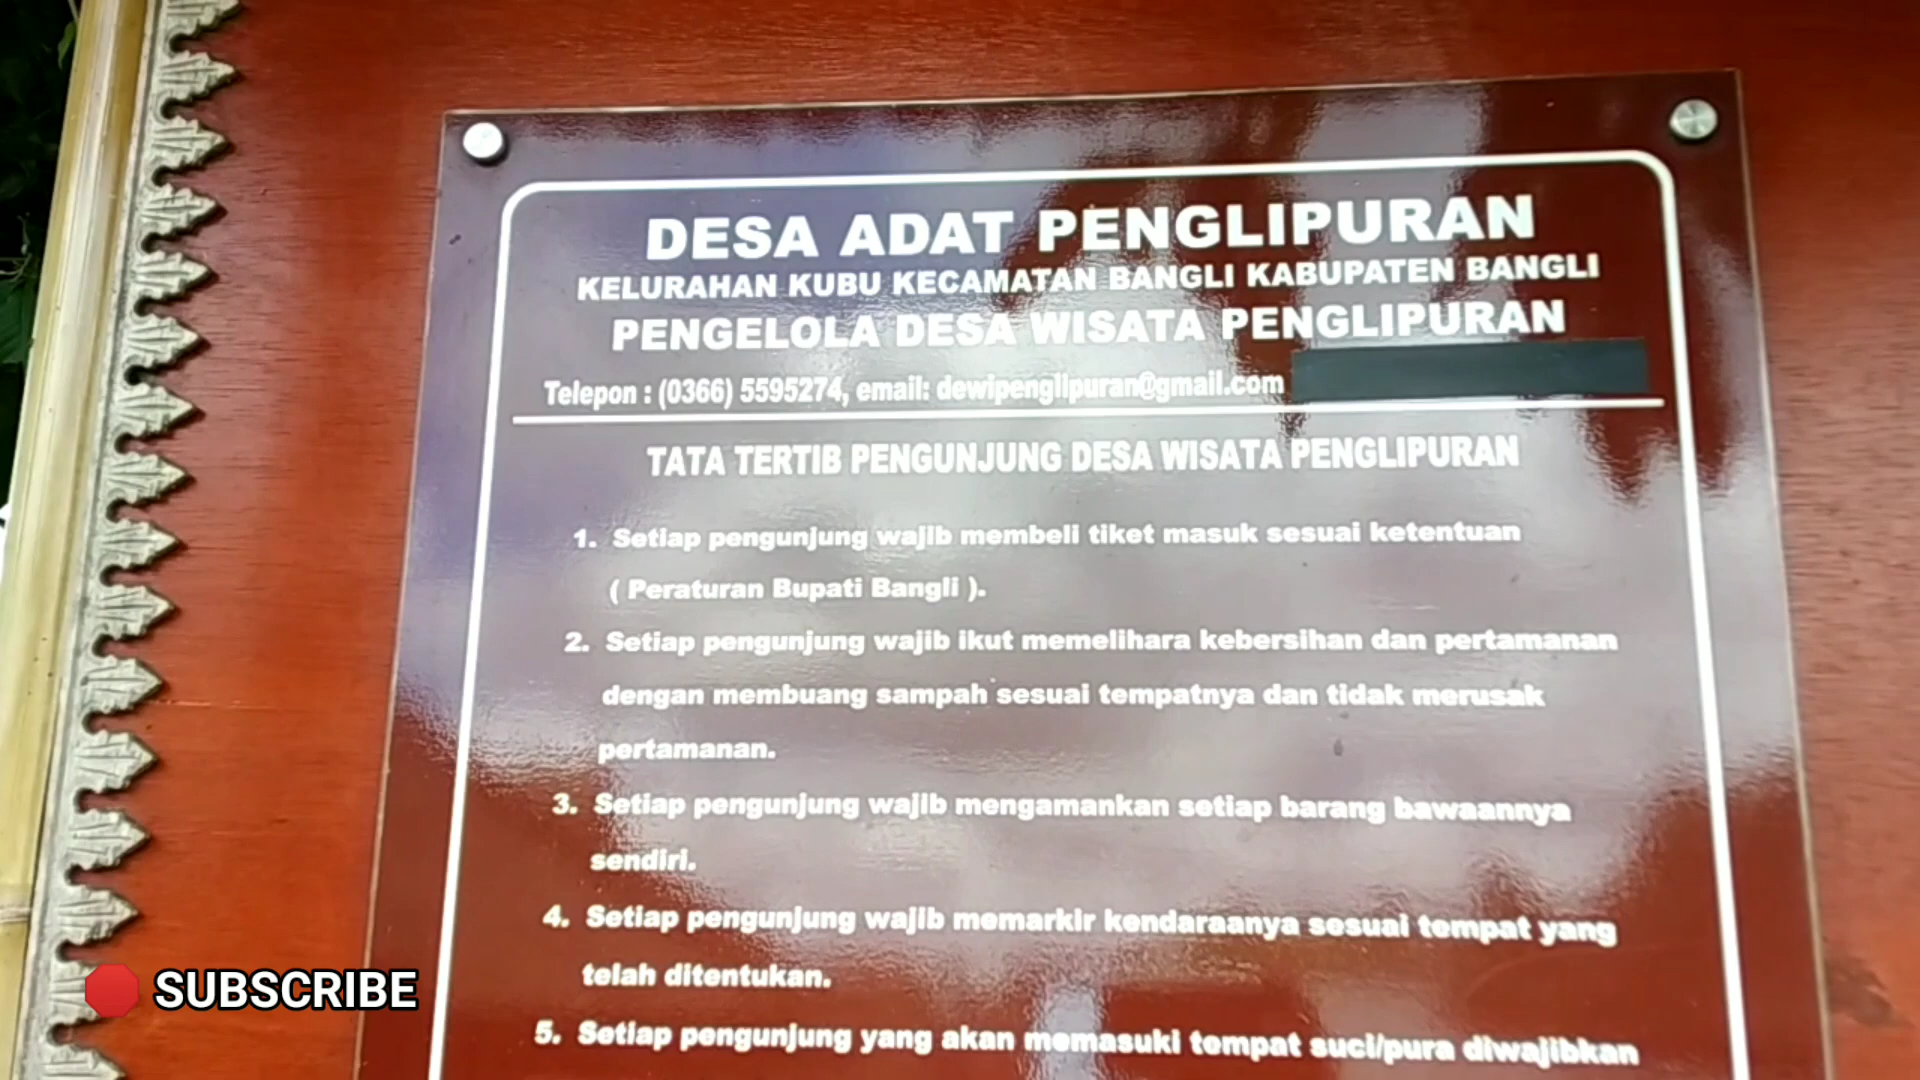 DESA ADAT PENGLIPURAN
KELURAHAN KUBU KECAMATAN BANGLI KABUPATEN BANGLI
PENGELOLA DESA WISATA PENGLIPURAN
Telepon : (0366) 5595274, email: dewipenglipuran@gmail.com
TATA TERTIB PENGUNJUNG DESA WISATA PENGLIPURAN
1. Setiap pengunjung wajib membeli tiket masuk sesuai ketentuan
( Peraturan Bupati Bangli ).
2. Setiap pengunjung wajib ikut memelihara kebersihan dan pertamanan
dengan membuang sampah sesuai tempatnya dan tidak merusak
pertamanan.
3. Setiap pengunjung wajib mengamankan setiap barang bawaannya
sendiri.
4. Setiap pengunjung wajib memarkir kendaraanya sesuai tempat yang
telah ditentukan.
5. Setiap pengunjung yang akan memasuki tempat suci/pura diwajibkan
SUBSCRIBE